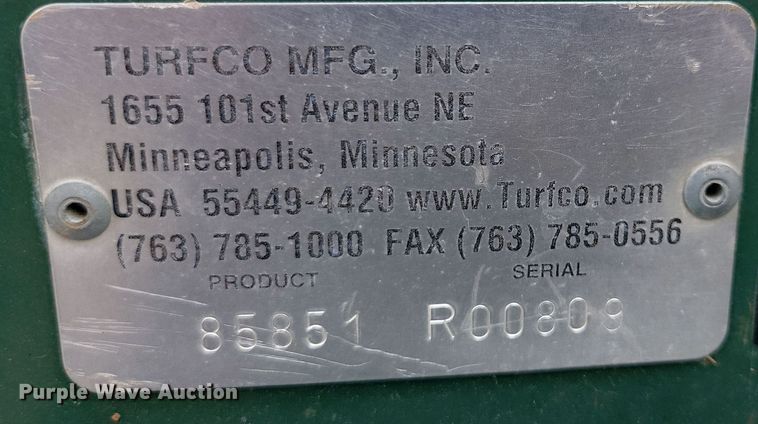 TURFCO MFG., INC.
1655 101st Avenue NE
Minneapolis, Minnesota
USA 55449-4420 www.Turfco.com
(763) 785-1000 FAX (763) 785-0556
PRODUCT SERIAL
85851 R00809
Purple Wave Auction